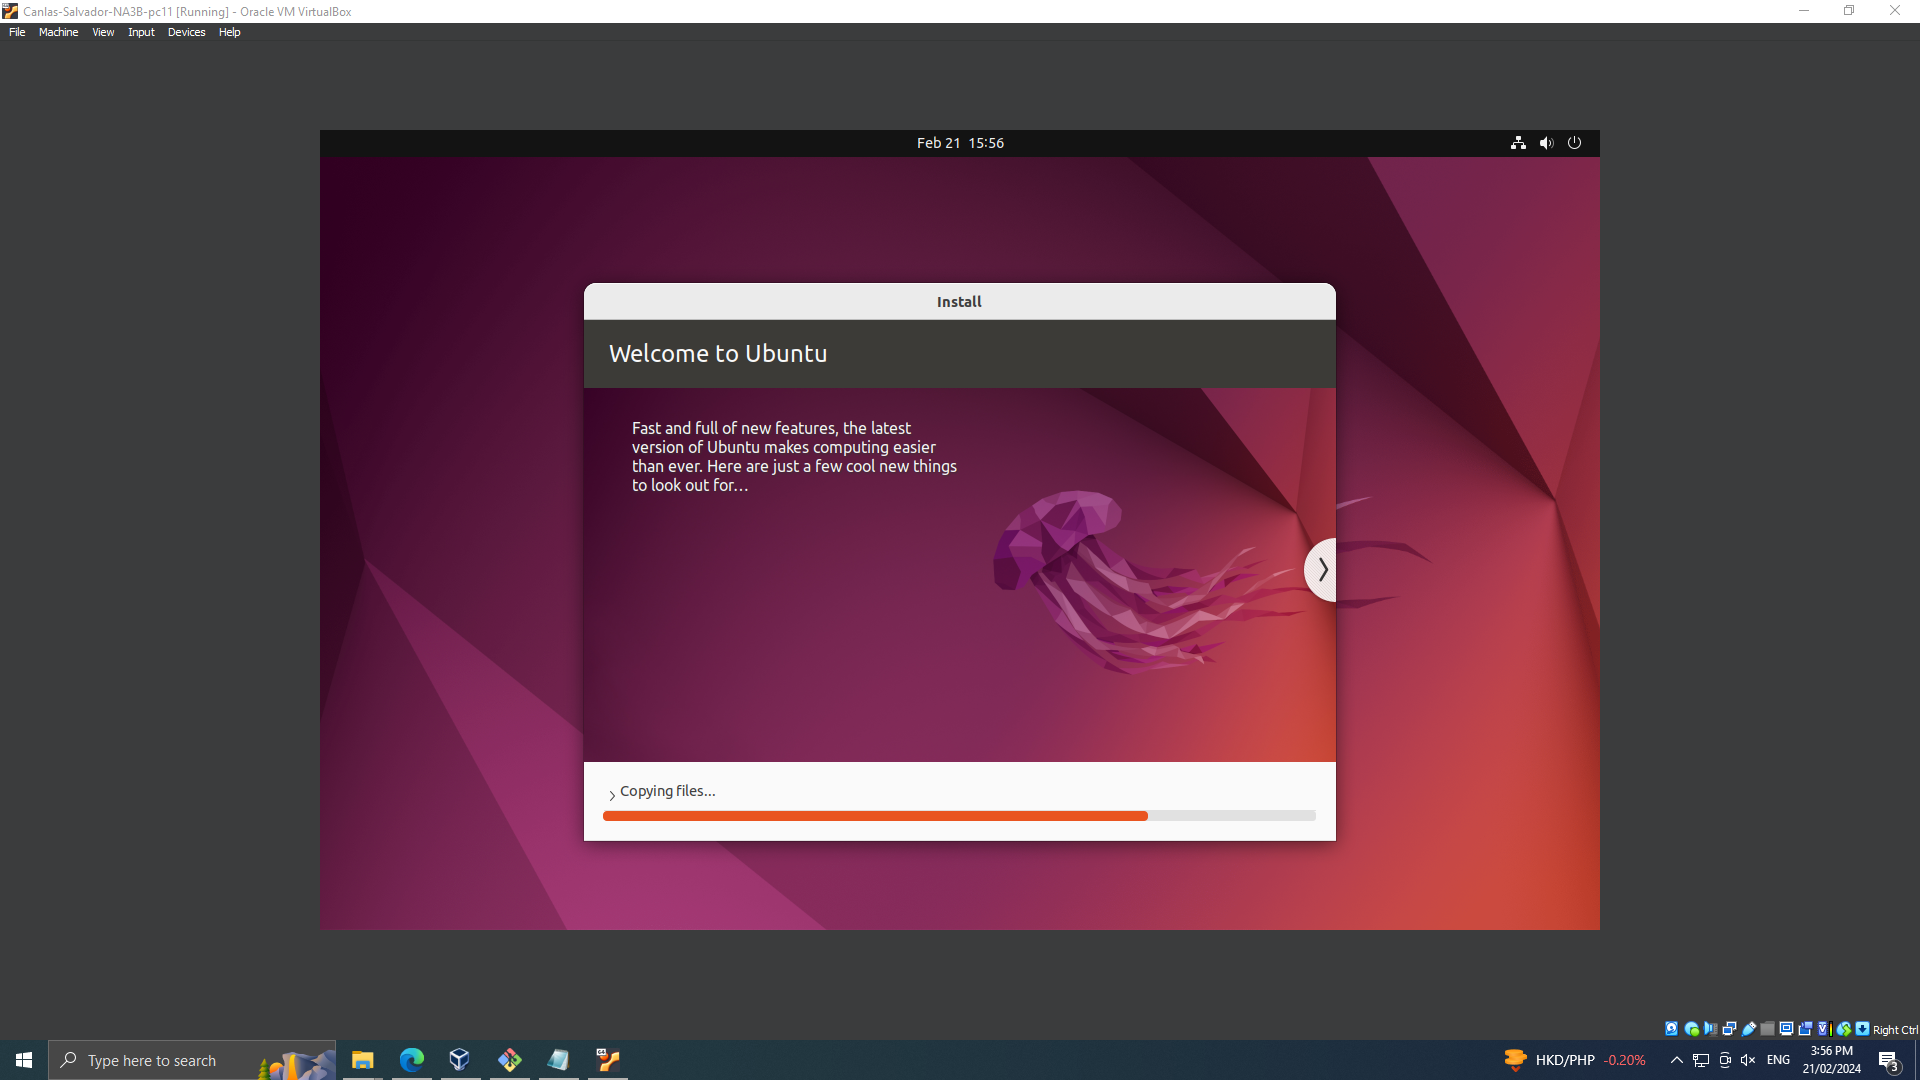 Canlas-Salvador-NA3B-pc11 [Running] - Oracle VM VirtualBox
File Machine View Input Devices Help
Feb 21 15:56
Install
Welcome to Ubuntu
Fast and full of new features, the latest
version of Ubuntu makes computing easier
than ever. Here are just a few cool new things
to look out for...
Copying files...
Right Ctrl
Type here to search
HKD/PHP -0.20%
ENG
3:56 PM
21/02/2024
3